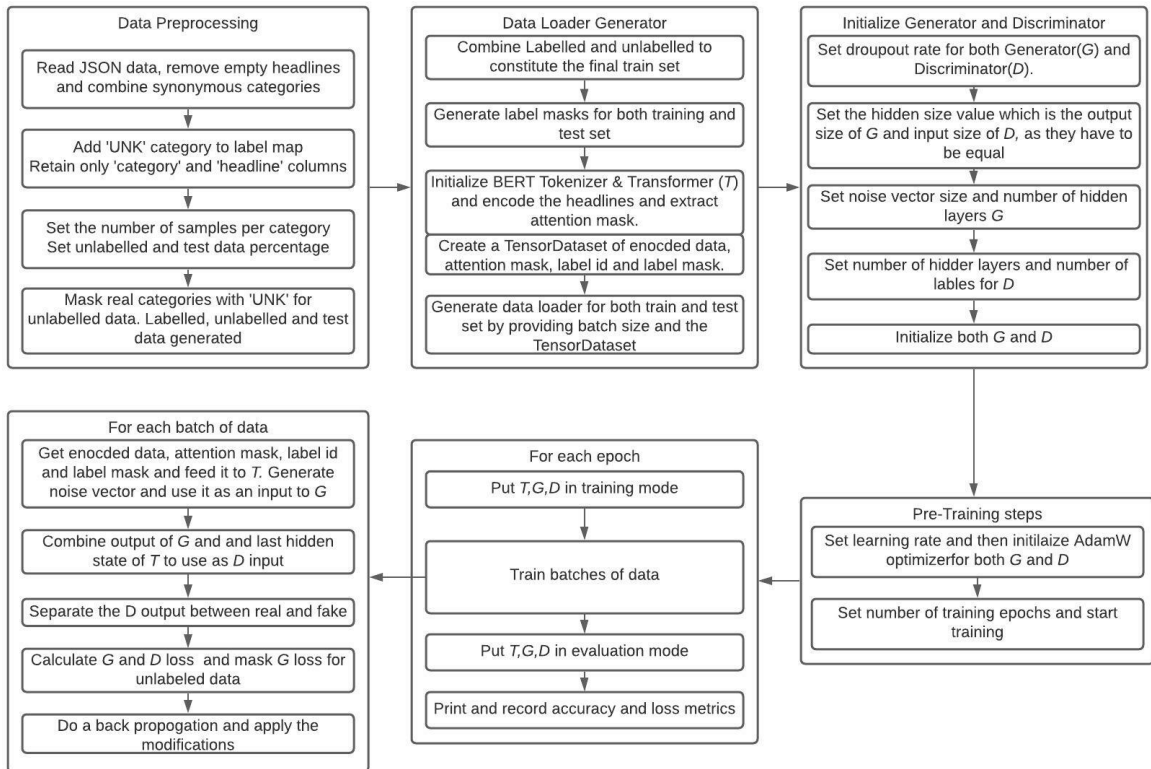 Data Preprocessing
Read JSON data, remove empty headlines
and combine synonymous categories
Add 'UNK' category to label map
Retain only 'category' and 'headline' columns
Set the number of samples per category
Set unlabelled and test data percentage
Mask real categories with 'UNK' for
unlabelled data. Labelled, unlabelled and test
data generated
Data Loader Generator
Combine Labelled and unlabelled to
constitute the final train set
Generate label masks for both training and
test set
Initialize BERT Tokenizer & Transformer (T)
and encode the headlines and extract
attention mask.
Create a TensorDataset of enocded data,
attention mask, label id and label mask.
Generate data loader for both train and test
set by providing batch size and the
TensorDataset
Initialize Generator and Discriminator
Set droupout rate for both Generator(G) and
Discriminator(D).
Set the hidden size value which is the output
size of G and input size of D, as they have to
be equal
Set noise vector size and number of hidden
layers G
Set number of hidder layers and number of
lables for D
Initialize both G and D
Pre-Training steps
Set learning rate and then initilaize AdamW
optimizerfor both G and D
Set number of training epochs and start
training
For each epoch
Put T,G,D in training mode
Train batches of data
Put T,G,D in evaluation mode
Print and record accuracy and loss metrics
For each batch of data
Get enocded data, attention mask, label id
and label mask and feed it to T. Generate
noise vector and use it as an input to G
Combine output of G and and last hidden
state of T to use as D input
Separate the D output between real and fake
Calculate G and D loss  and mask G loss for
unlabeled data
Do a back propogation and apply the
modifications